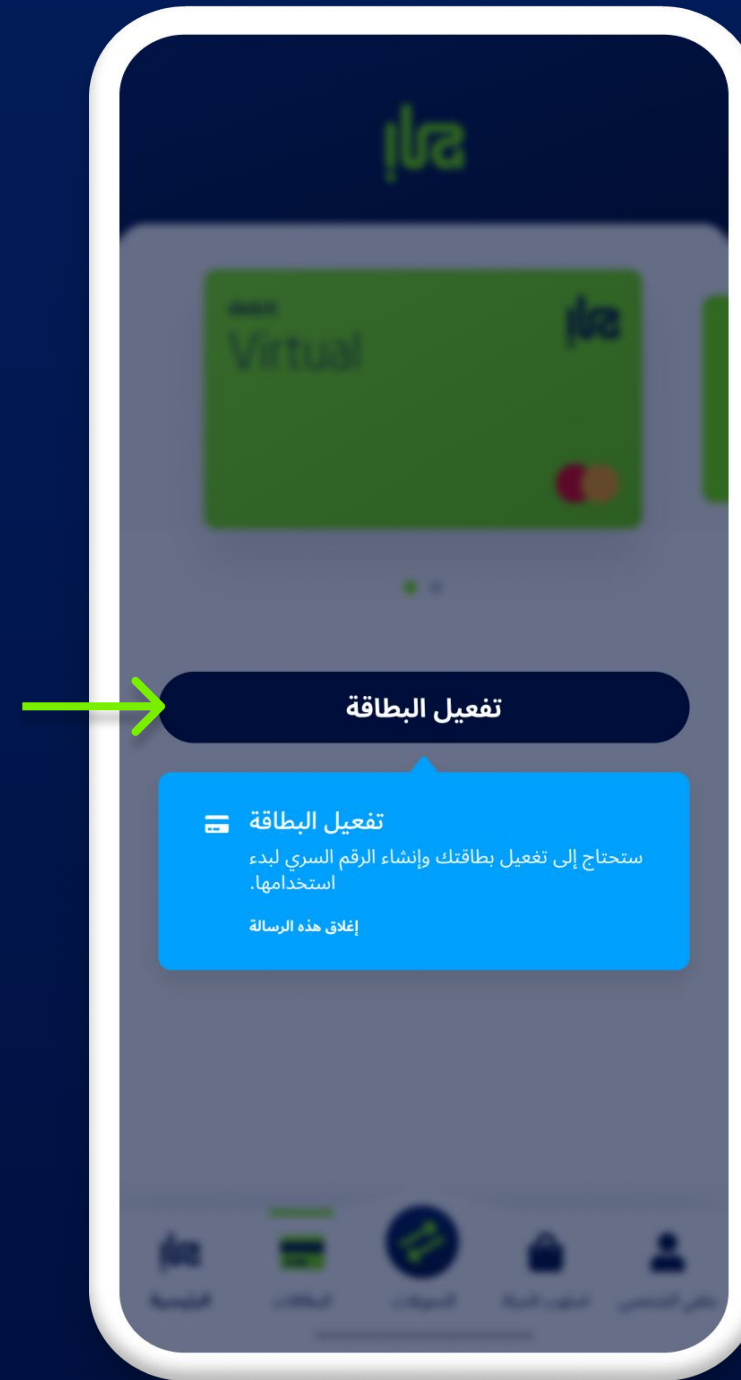 Virtual
تفعيل البطاقة
تفعيل البطاقة
ستحتاج إلى تفعيل بطاقتك وإنشاء الرقم السري لبدء
استخدامها.
إغلاق هذه الرسالة